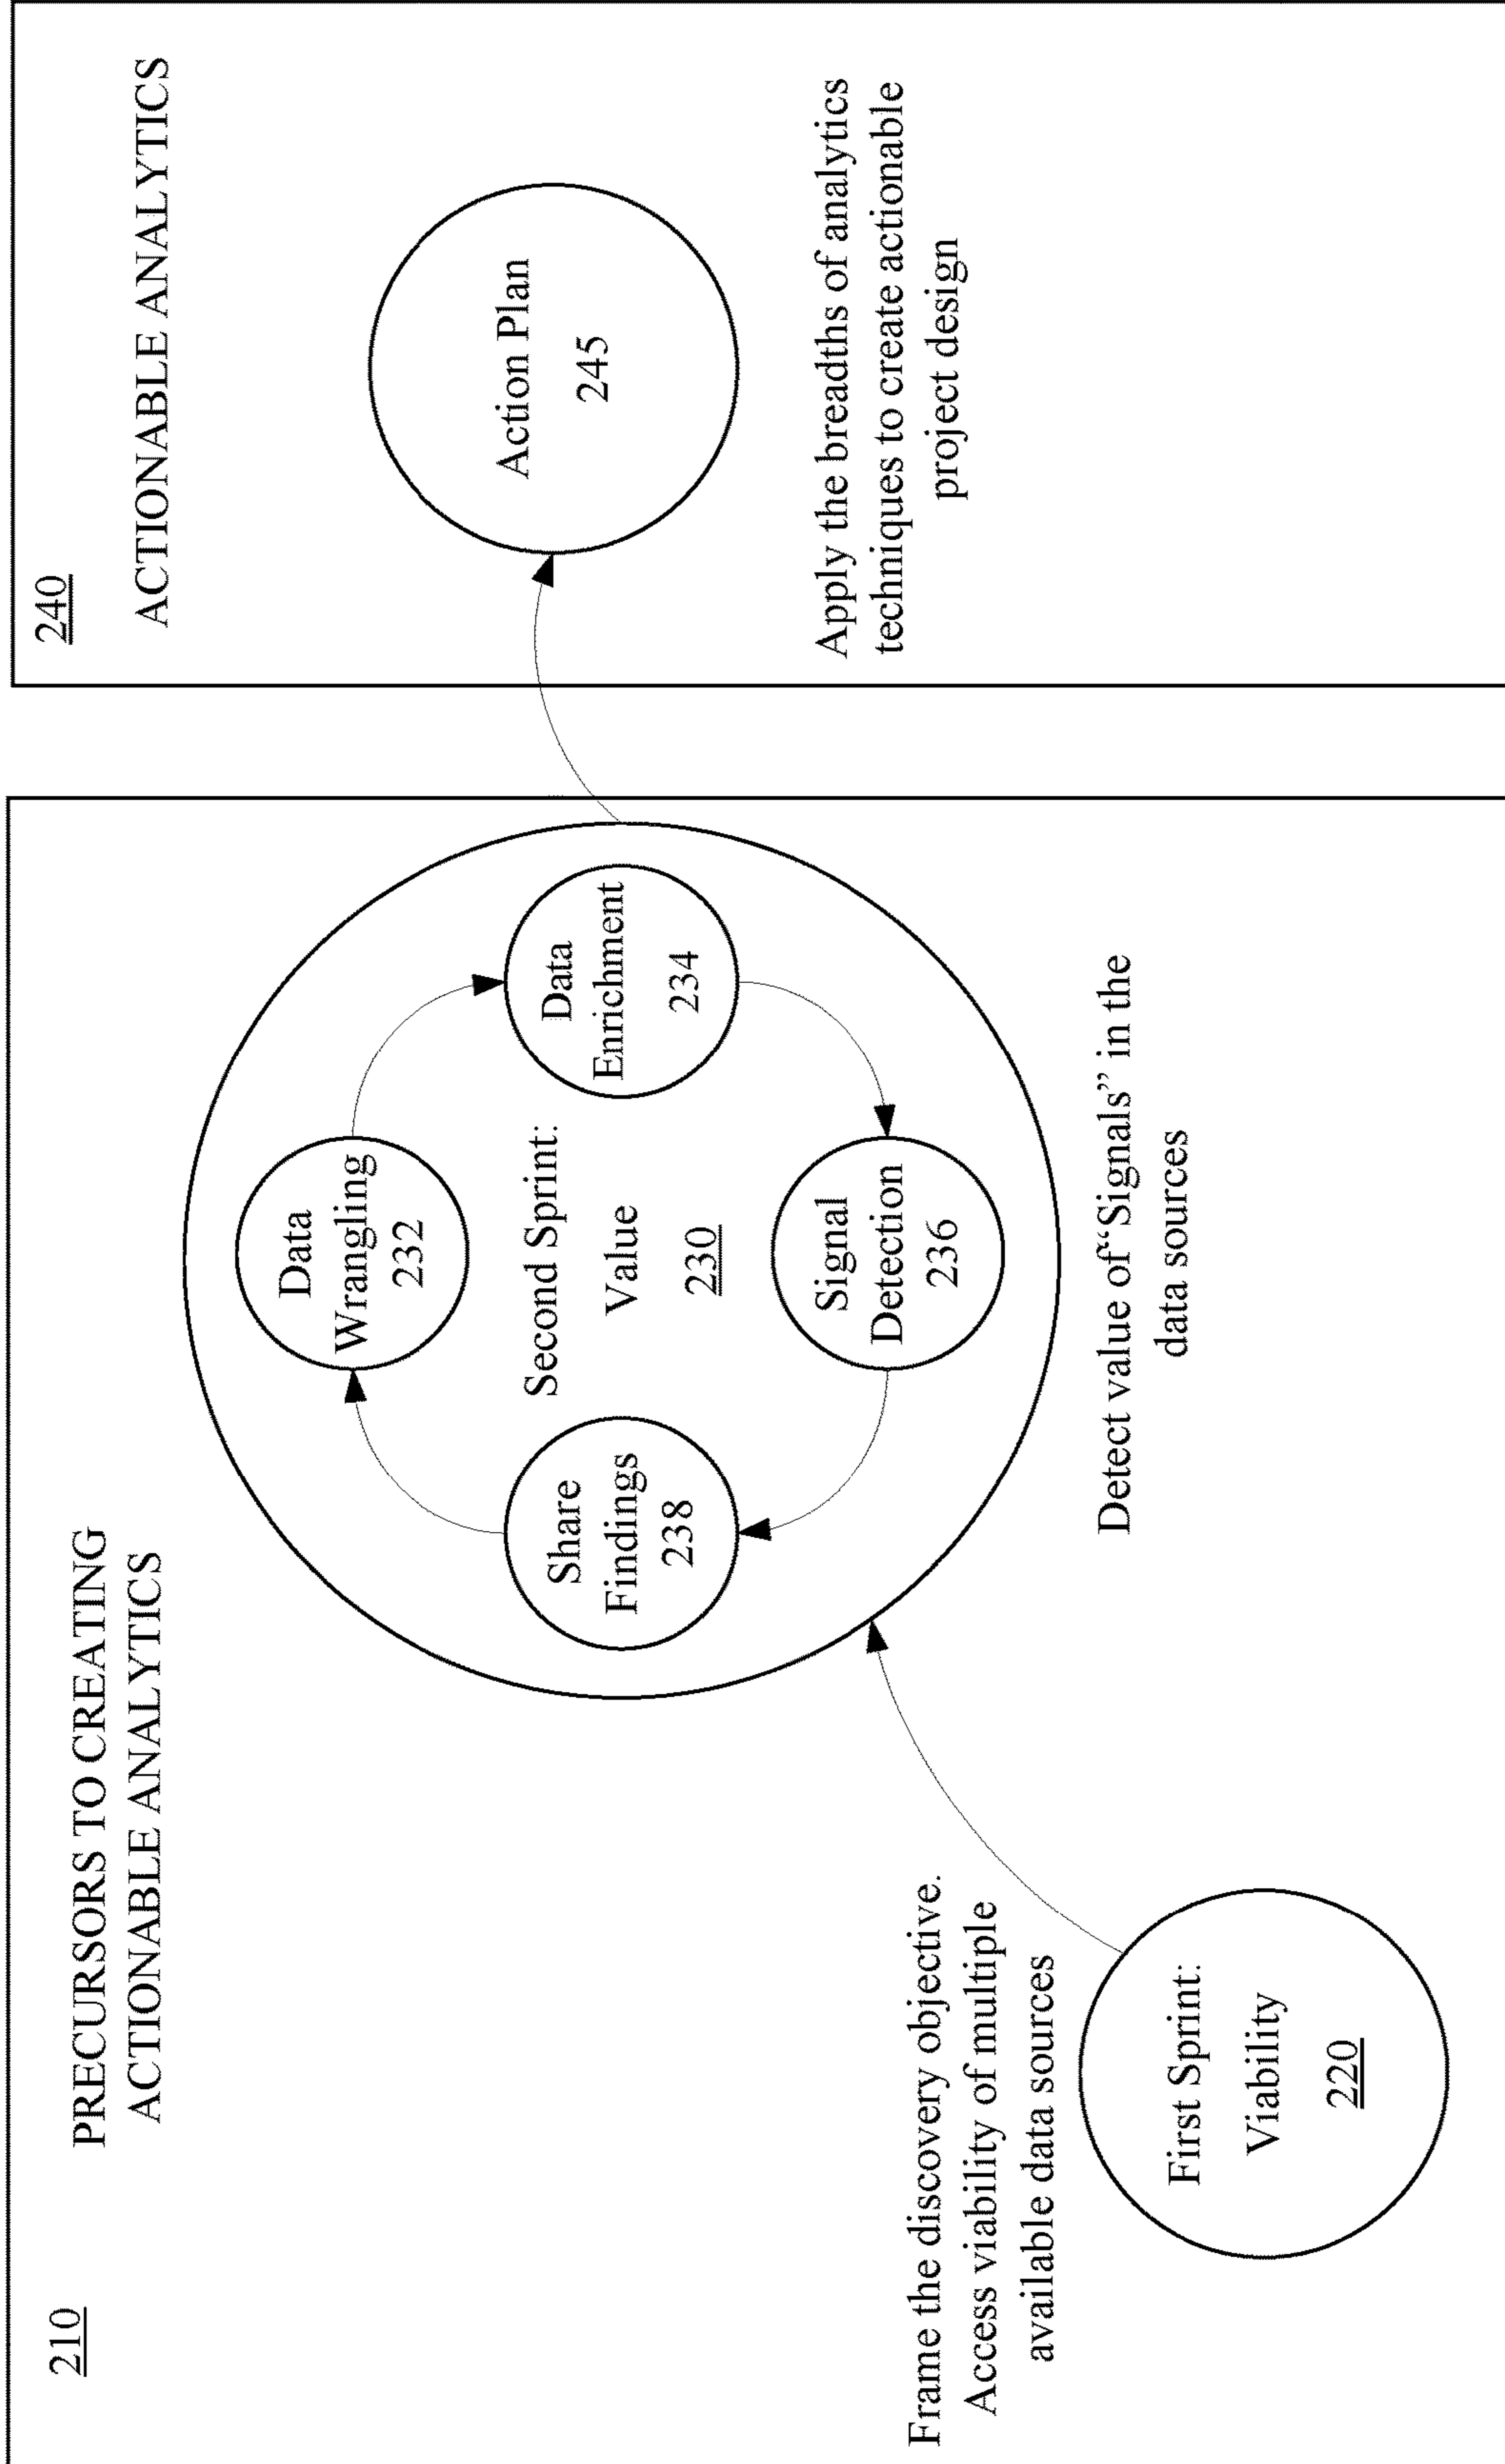 210
PRECURSORS TO CREATING
ACTIONABLE ANALYTICS
Frame the discovery objective.
Access viability of multiple
available data sources
First Sprint:
Viability
220
Data
Wrangling
232
Data
Enrichment
234
Signal
Detection
236
Share
Findings
238
Second Sprint:
Value
230
Detect value of“Signals” in the
data sources
240
ACTIONABLE ANALYTICS
Action Plan
245
Apply the breadths of analytics
techniques to create actionable
project design